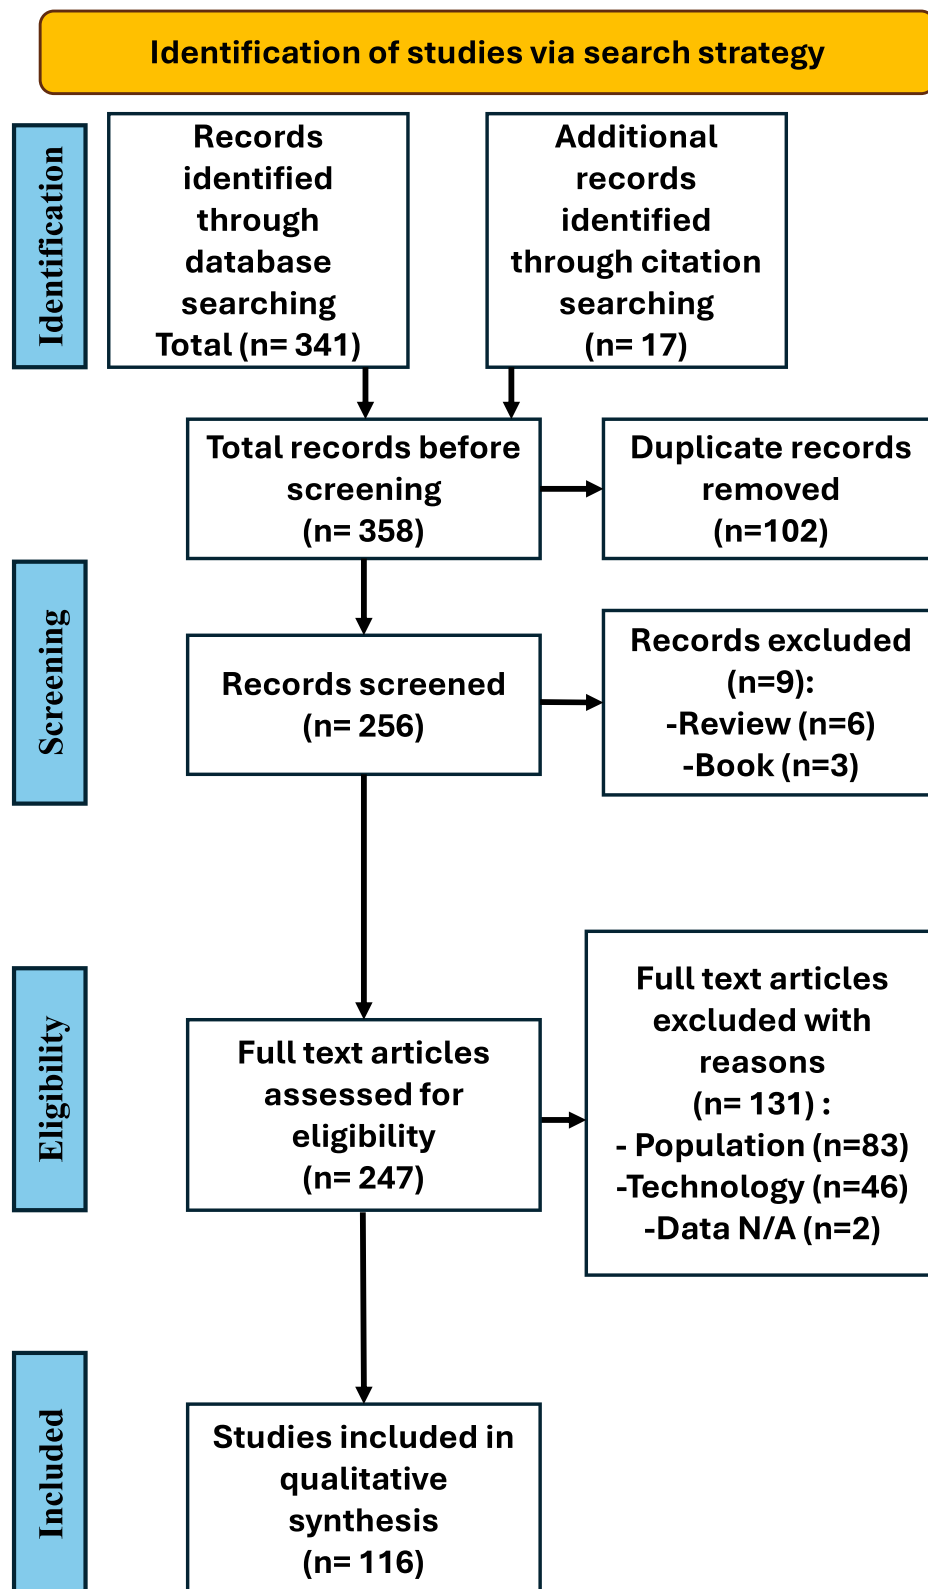 Identification of studies via search strategy
Identification
Records
identified
through
database
searching
Total (n= 341)
Additional
records
identified
through citation
searching
(n= 17)
Total records before
screening
(n= 358)
Duplicate records
removed
(n=102)
Screening
Records screened
(n= 256)
Records excluded
(n=9):
-Review (n=6)
-Book (n=3)
Eligibility
Full text articles
assessed for
eligibility
(n= 247)
Full text articles
excluded with
reasons
(n= 131) :
- Population (n=83)
-Technology (n=46)
-Data N/A (n=2)
Included
Studies included in
qualitative
synthesis
(n= 116)